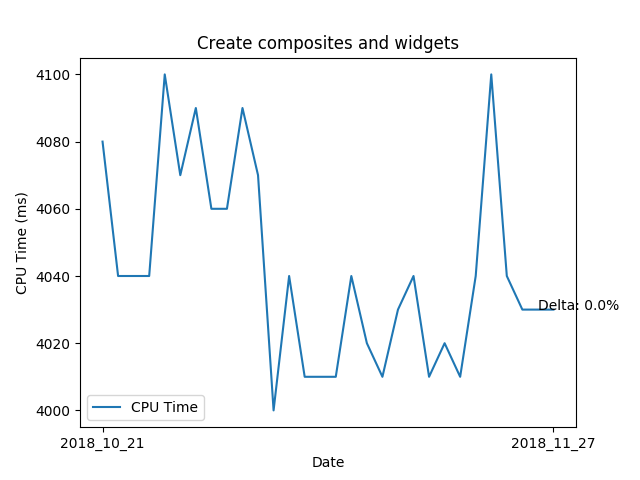 Create composites and widgets
CPU Time (ms)
4100
4080
4060
4040
4020
4000
Delta: 0.0%
CPU Time
2018_10_21
2018_11_27
Date